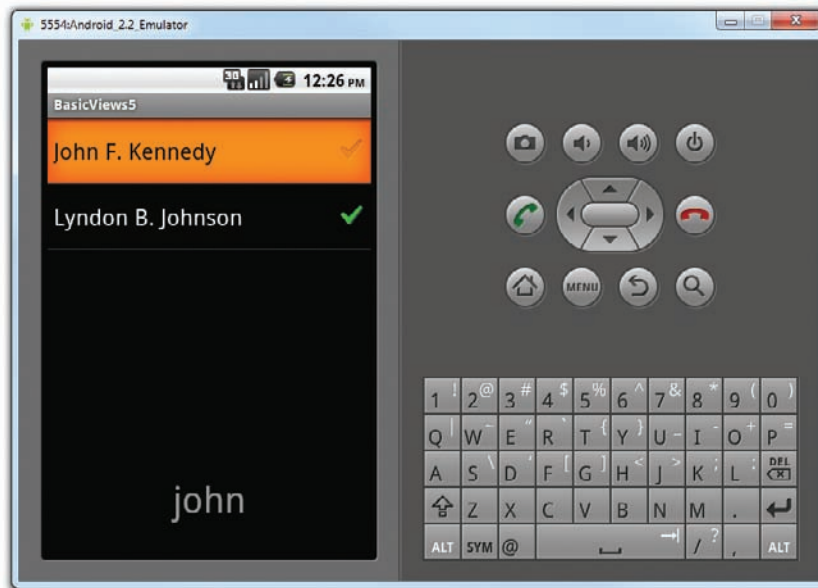 5554:Android_2.2_Emulator
12:26 PM
BasicViews5
John F. Kennedy
Lyndon B. Johnson
john
MENU
1 ! 2 @ 3 # 4 $ 5 % 6 ^ 7 & 8 * 9 ( 0 )
Q | W ~ E " R ` T { Y } U _ I - O + P =
A S \ D ' F [ G ] H < J > K ; L : DEL
Z X C V B N M .
ALT SYM @ / ? , ALT